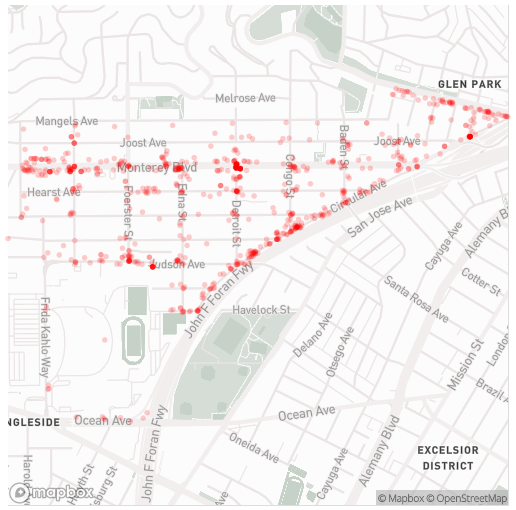 GLEN PARK
Melrose Ave
Mangels Ave
Joost Ave
Joost Ave
Baden St
Monterey Blvd
Hearst Ave
Foerster St
Edna St
Detroit St
Congo St
Circular Ave
San Jose Ave
Cayuga Ave
Alemany Blvd
Judson Ave
John F Foran Fwy
Cotter St
Santa Rosa Ave
Havelock St
London
Frida Kahlo Way
Delano Ave
Otsego Ave
Mission St
Brazil Av
NGLESIDE
Ocean Ave
Ocean Ave
Oneida Ave
Alemany Blvd
John F Foran Fwy
EXCELSIOR
DISTRICT
Harold
sburg St
Cayuga Ave
mapbox
© Mapbox © OpenStreetMap